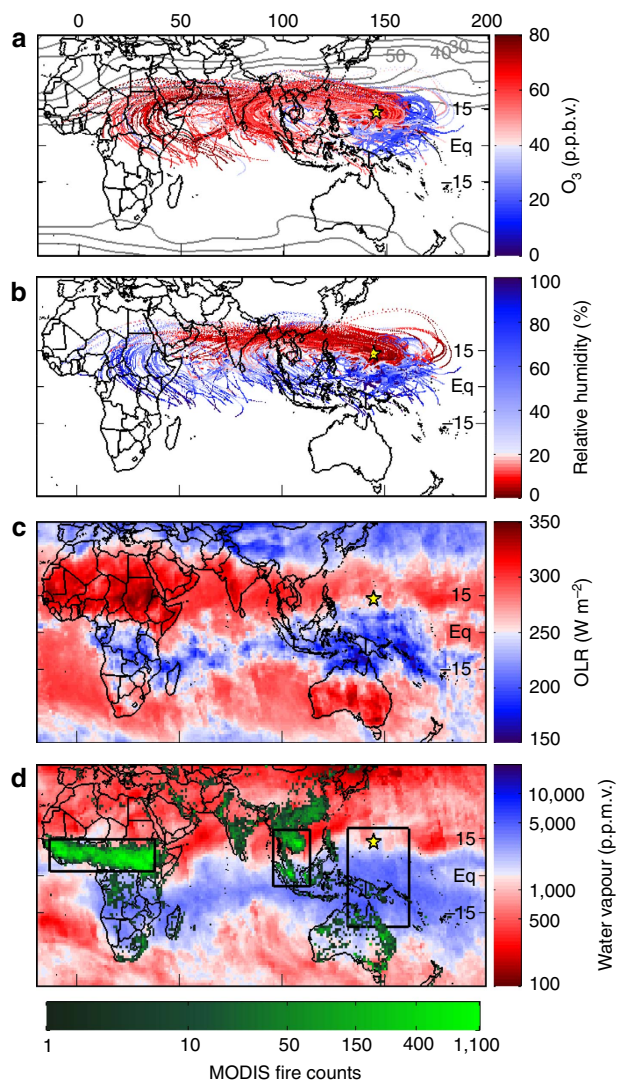 0 50 100 150 200
a
50 40 30
15
Eq
−15
80
60
40
20
0
O3 (p.p.b.v.)
b
15
Eq
−15
100
80
60
40
20
0
Relative humidity (%)
c
15
Eq
−15
350
300
250
200
150
OLR (W m−2)
d
15
Eq
−15
10,000
5,000
1,000
500
100
Water vapour (p.p.m.v.)
1 10 50 150 400 1,100
MODIS fire counts